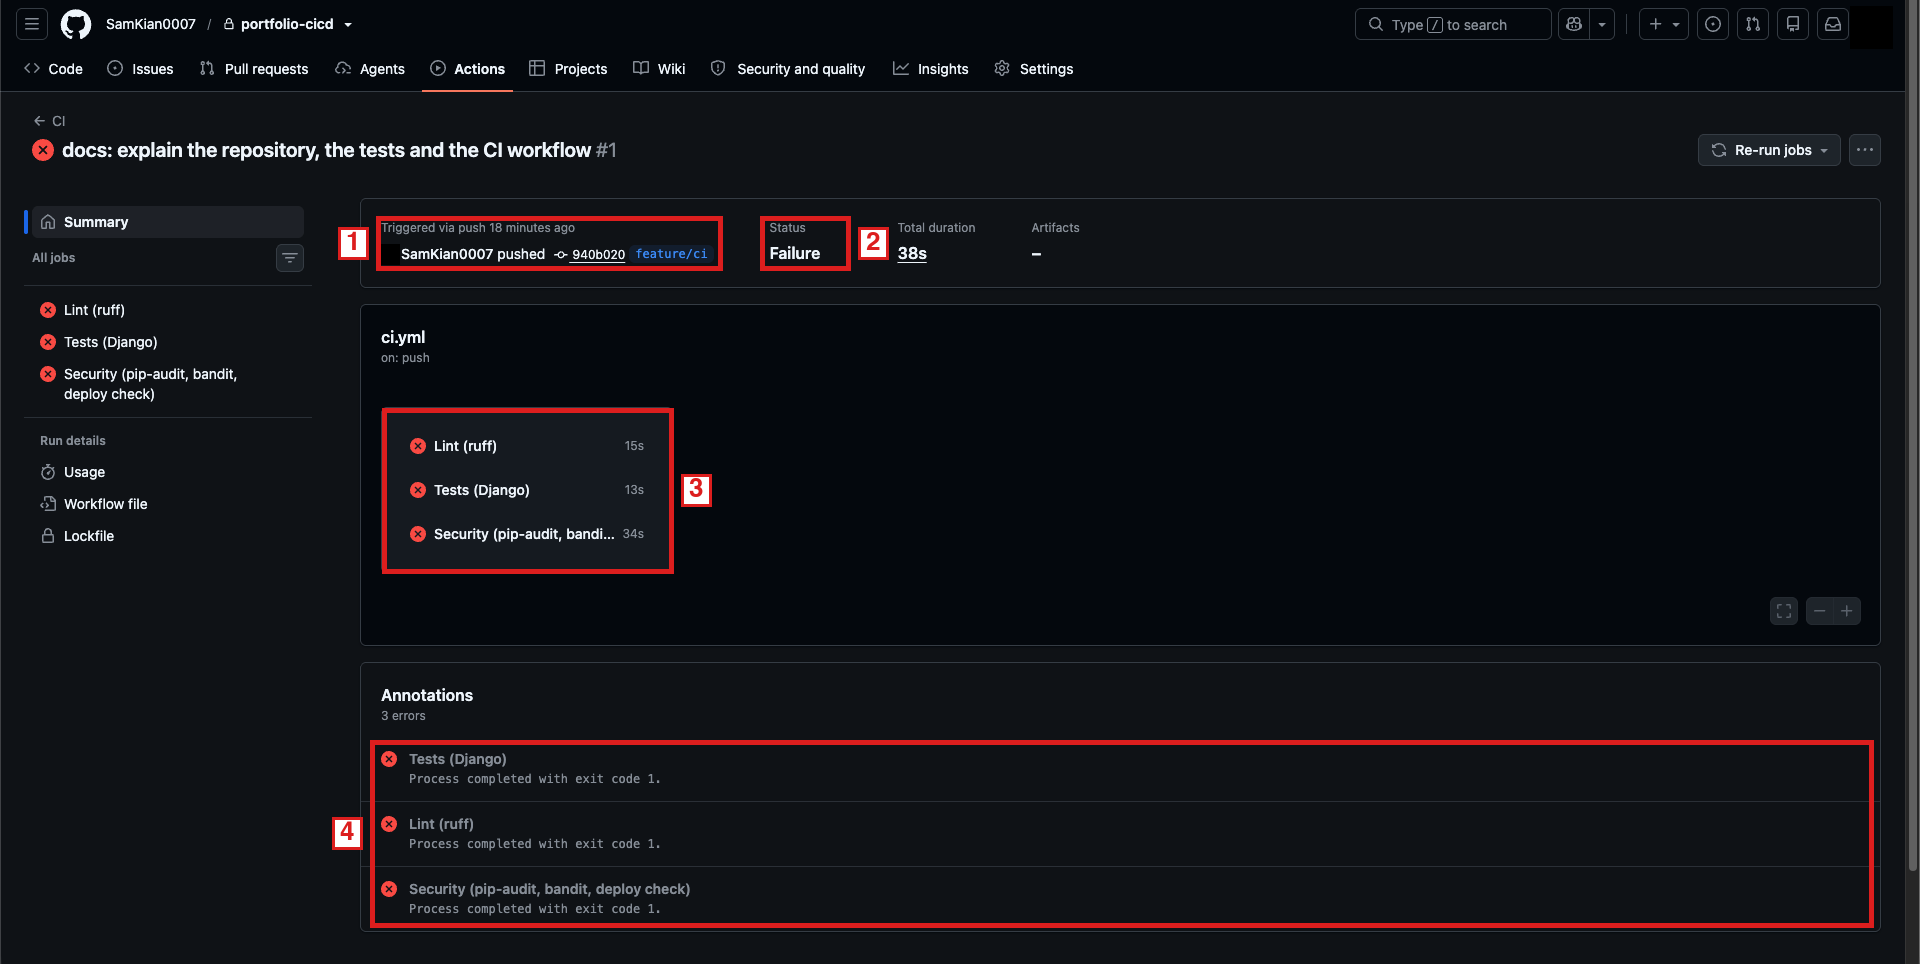 SamKian0007 / portfolio-cicd
Type / to search
Code
Issues
Pull requests
Agents
Actions
Projects
Wiki
Security and quality
Insights
Settings
CI
docs: explain the repository, the tests and the CI workflow #1
Re-run jobs
Summary
All jobs
Lint (ruff)
Tests (Django)
Security (pip-audit, bandit,
deploy check)
Run details
Usage
Workflow file
Lockfile
1
Triggered via push 18 minutes ago
SamKian0007 pushed 940b020 feature/ci
Status
Failure
2
Total duration
38s
Artifacts
–
ci.yml
on: push
Lint (ruff) 15s
Tests (Django) 13s
Security (pip-audit, bandi... 34s
3
Annotations
3 errors
4
Tests (Django)
Process completed with exit code 1.
Lint (ruff)
Process completed with exit code 1.
Security (pip-audit, bandit, deploy check)
Process completed with exit code 1.